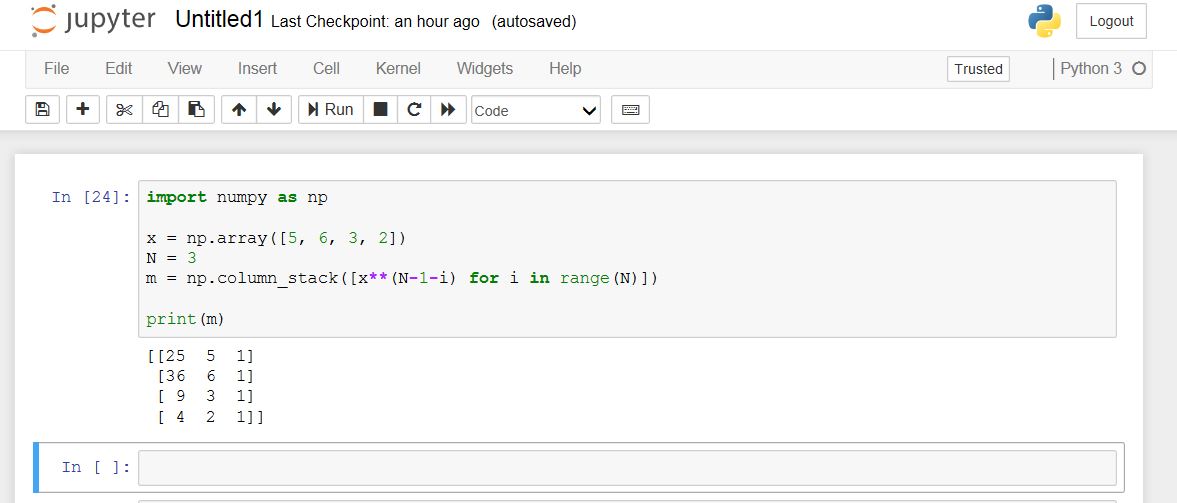 jupyter Untitled1 Last Checkpoint: an hour ago (autosaved)
Logout
File Edit View Insert Cell Kernel Widgets Help Trusted Python 3
Run Code
In [24]: import numpy as np
x = np.array([5, 6, 3, 2])
N = 3
m = np.column_stack([x**(N-1-i) for i in range(N)])
print(m)
[[25  5  1]
 [36  6  1]
 [ 9  3  1]
 [ 4  2  1]]
In [ ]: